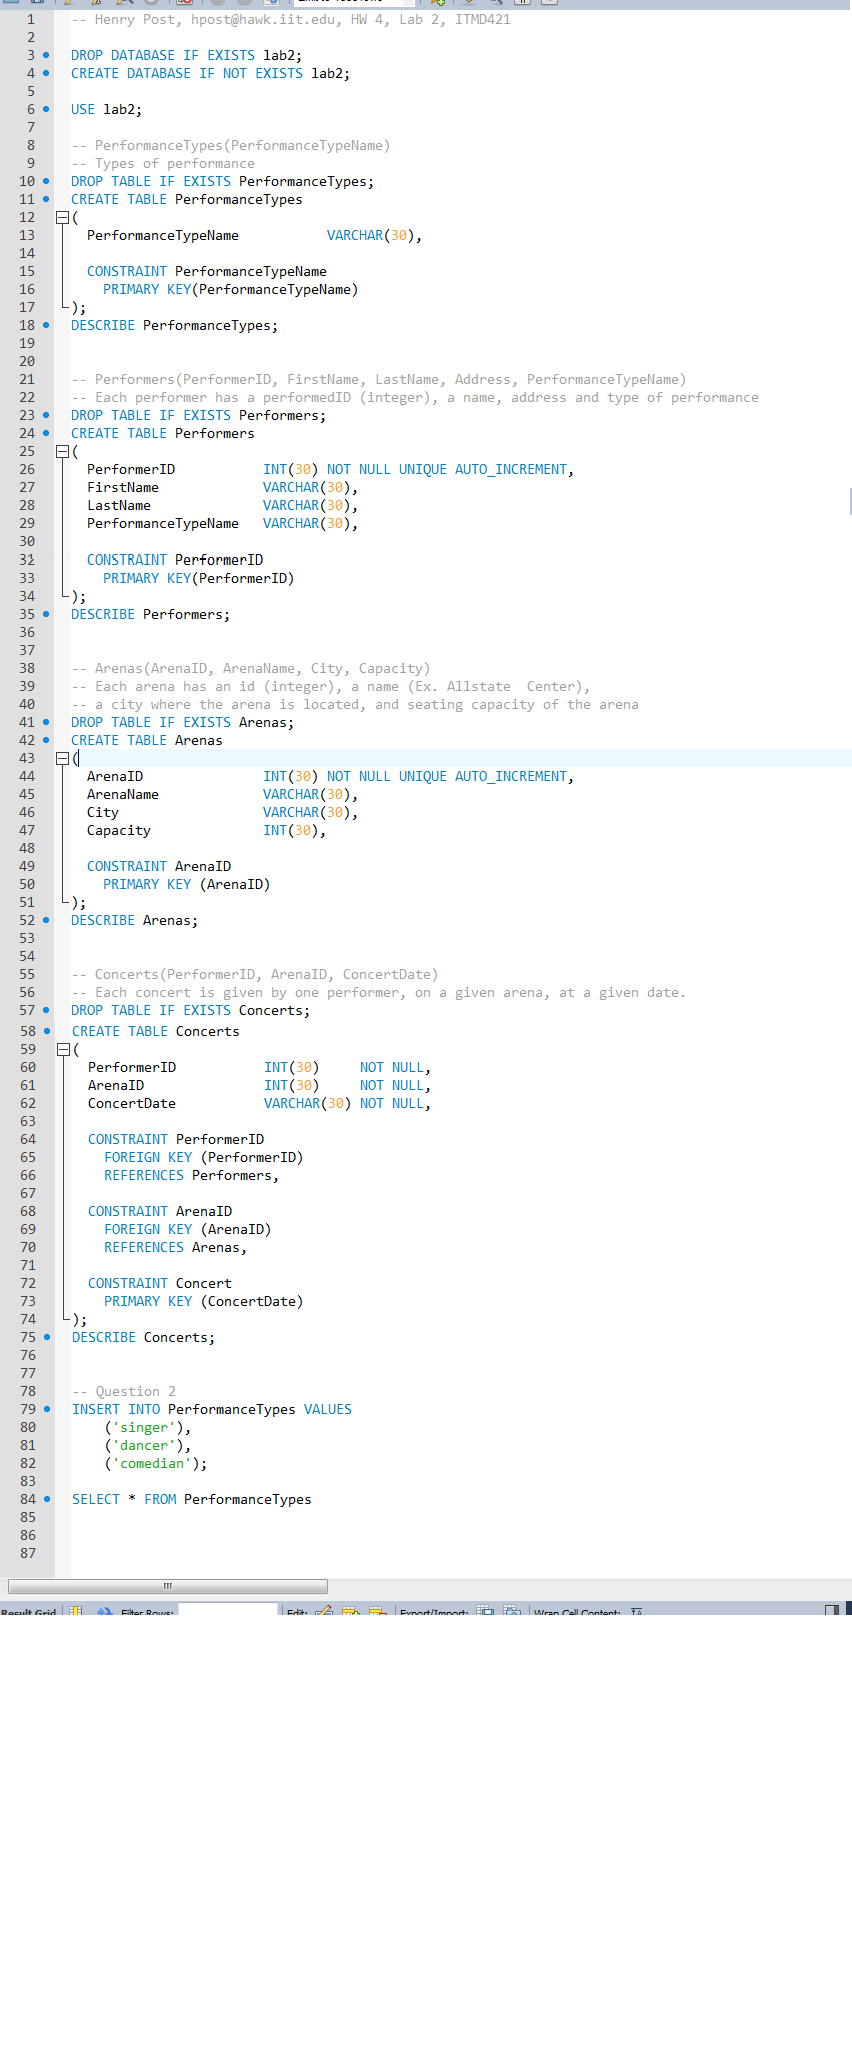 1 -- Henry Post, hpost@hawk.iit.edu, HW 4, Lab 2, ITMD421
2
3 DROP DATABASE IF EXISTS lab2;
4 CREATE DATABASE IF NOT EXISTS lab2;
5
6 USE lab2;
7
8 -- PerformanceTypes(PerformanceTypeName)
9 -- Types of performance
10 DROP TABLE IF EXISTS PerformanceTypes;
11 CREATE TABLE PerformanceTypes
12 (
13 PerformanceTypeName VARCHAR(30),
14
15 CONSTRAINT PerformanceTypeName
16 PRIMARY KEY(PerformanceTypeName)
17 );
18 DESCRIBE PerformanceTypes;
19
20
21 -- Performers(PerformerID, FirstName, LastName, Address, PerformanceTypeName)
22 -- Each performer has a performedID (integer), a name, address and type of performance
23 DROP TABLE IF EXISTS Performers;
24 CREATE TABLE Performers
25 (
26 PerformerID INT(30) NOT NULL UNIQUE AUTO_INCREMENT,
27 FirstName VARCHAR(30),
28 LastName VARCHAR(30),
29 PerformanceTypeName VARCHAR(30),
30
32 CONSTRAINT PerformerID
33 PRIMARY KEY(PerformerID)
34 );
35 DESCRIBE Performers;
36
37
38 -- Arenas(ArenaID, ArenaName, City, Capacity)
39 -- Each arena has an id (integer), a name (Ex. Allstate  Center),
40 -- a city where the arena is located, and seating capacity of the arena
41 DROP TABLE IF EXISTS Arenas;
42 CREATE TABLE Arenas
43 (
44 ArenaID INT(30) NOT NULL UNIQUE AUTO_INCREMENT,
45 ArenaName VARCHAR(30),
46 City VARCHAR(30),
47 Capacity INT(30),
48
49 CONSTRAINT ArenaID
50 PRIMARY KEY (ArenaID)
51 );
52 DESCRIBE Arenas;
53
54
55 -- Concerts(PerformerID, ArenaID, ConcertDate)
56 -- Each concert is given by one performer, on a given arena, at a given date.
57 DROP TABLE IF EXISTS Concerts;
58 CREATE TABLE Concerts
59 (
60 PerformerID INT(30) NOT NULL,
61 ArenaID INT(30) NOT NULL,
62 ConcertDate VARCHAR(30) NOT NULL,
63
64 CONSTRAINT PerformerID
65 FOREIGN KEY (PerformerID)
66 REFERENCES Performers,
67
68 CONSTRAINT ArenaID
69 FOREIGN KEY (ArenaID)
70 REFERENCES Arenas,
71
72 CONSTRAINT Concert
73 PRIMARY KEY (ConcertDate)
74 );
75 DESCRIBE Concerts;
76
77
78 -- Question 2
79 INSERT INTO PerformanceTypes VALUES
80 ('singer'),
81 ('dancer'),
82 ('comedian');
83
84 SELECT * FROM PerformanceTypes
85
86
87
Result Grid Filter Rows: Edit: Export/Import: Wrap Cell Content: